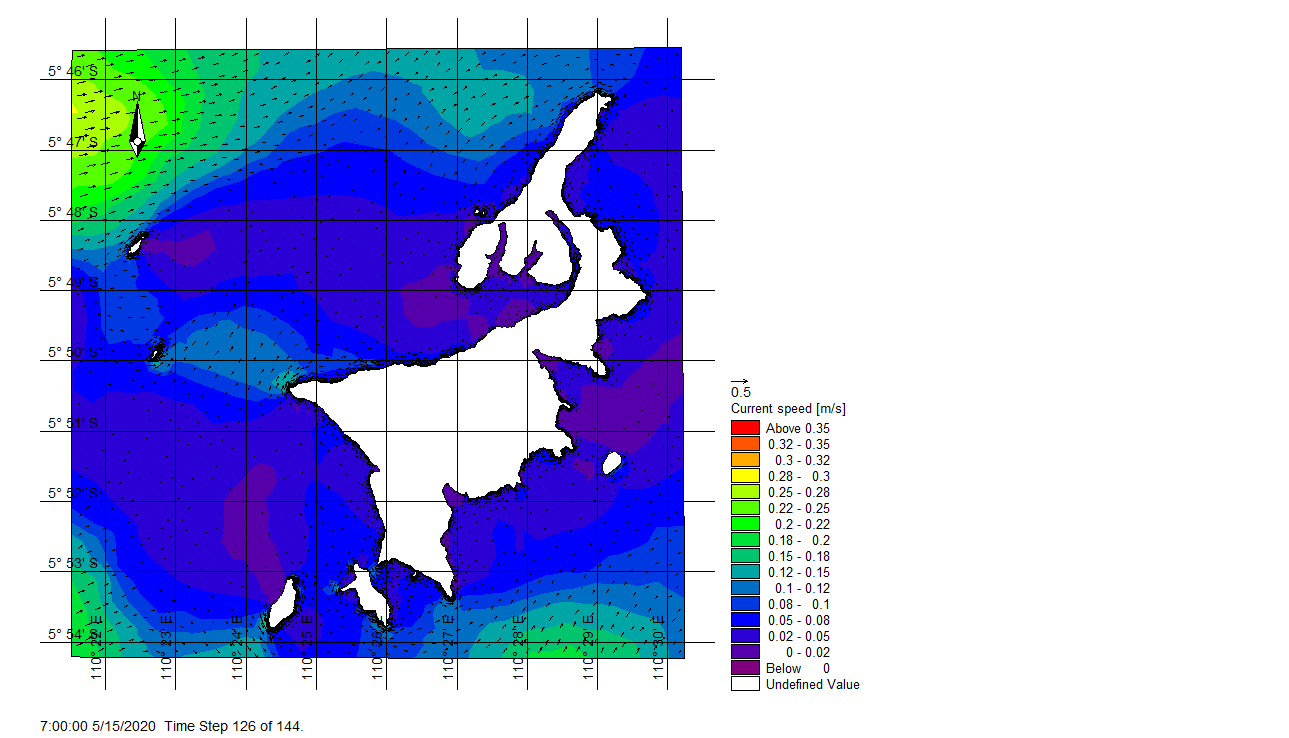 5° 46' S
N
5° 47' S
5° 48' S
5° 49' S
5° 50' S
5° 51' S
5° 52' S
5° 53' S
5° 54' S
110° 22' E
110° 23' E
110° 24' E
110° 25' E
110° 26' E
110° 27' E
110° 28' E
110° 29' E
110° 30' E
0.5
Current speed [m/s]
Above 0.35
0.32 - 0.35
0.3 - 0.32
0.28 - 0.3
0.25 - 0.28
0.22 - 0.25
0.2 - 0.22
0.18 - 0.2
0.15 - 0.18
0.12 - 0.15
0.1 - 0.12
0.08 - 0.1
0.05 - 0.08
0.02 - 0.05
0 - 0.02
Below 0
Undefined Value
7:00:00 5/15/2020 Time Step 126 of 144.